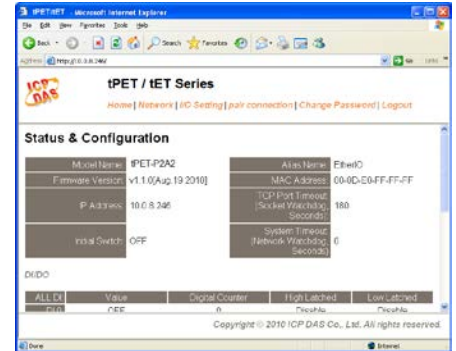 tPET/tET - Microsoft Internet Explorer
File Edit View Favorites Tools Help
Back Search Favorites
Address http://10.0.8.246/ Go Links
ICP DAS
tPET / tET Series
Home | Network | I/O Setting | pair connection | Change Password | Logout
Status & Configuration
Model Name: tPET-P2A2 Alias Name: EtherIO
Firmware Version: v1.1.0[Aug.19 2010] MAC Address: 00-0D-E0-FF-FF-FF
IP Address: 10.0.8.246 TCP Port Timeout (Socket Watchdog, Seconds): 180
Initial Switch: OFF System Timeout (Network Watchdog, Seconds): 0
DI/DO
ALL DI Value Digital Counter High Latched Low Latched
DI0 OFF 0 Disable Disable
Copyright © 2010 ICP DAS Co., Ltd. All rights reserved.
Done Internet